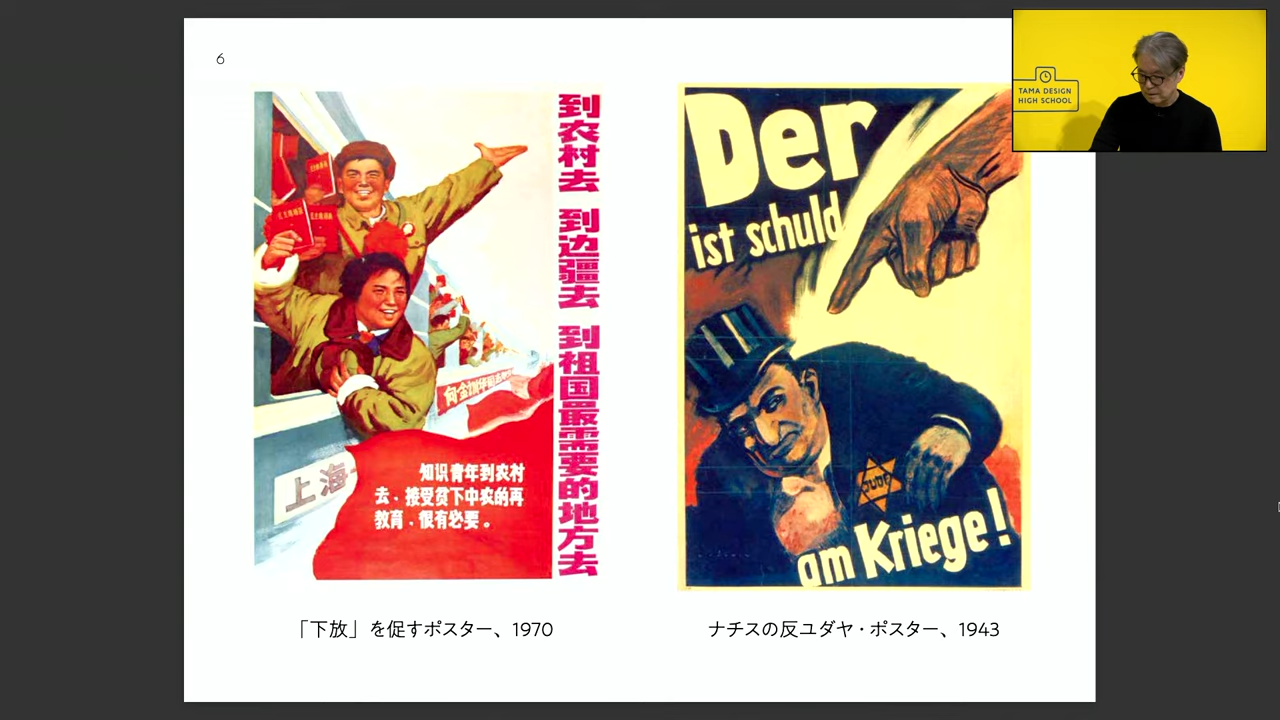 6
到农村去 到边疆去 到祖国最需要的地方去
上海
知识青年到农村
去,接受贫下中农的再
教育,很有必要。
「下放」を促すポスター、1970
Der
ist schuld
JUDE
am Kriege!
ナチスの反ユダヤ・ポスター、1943
TAMA DESIGN
HIGH SCHOOL